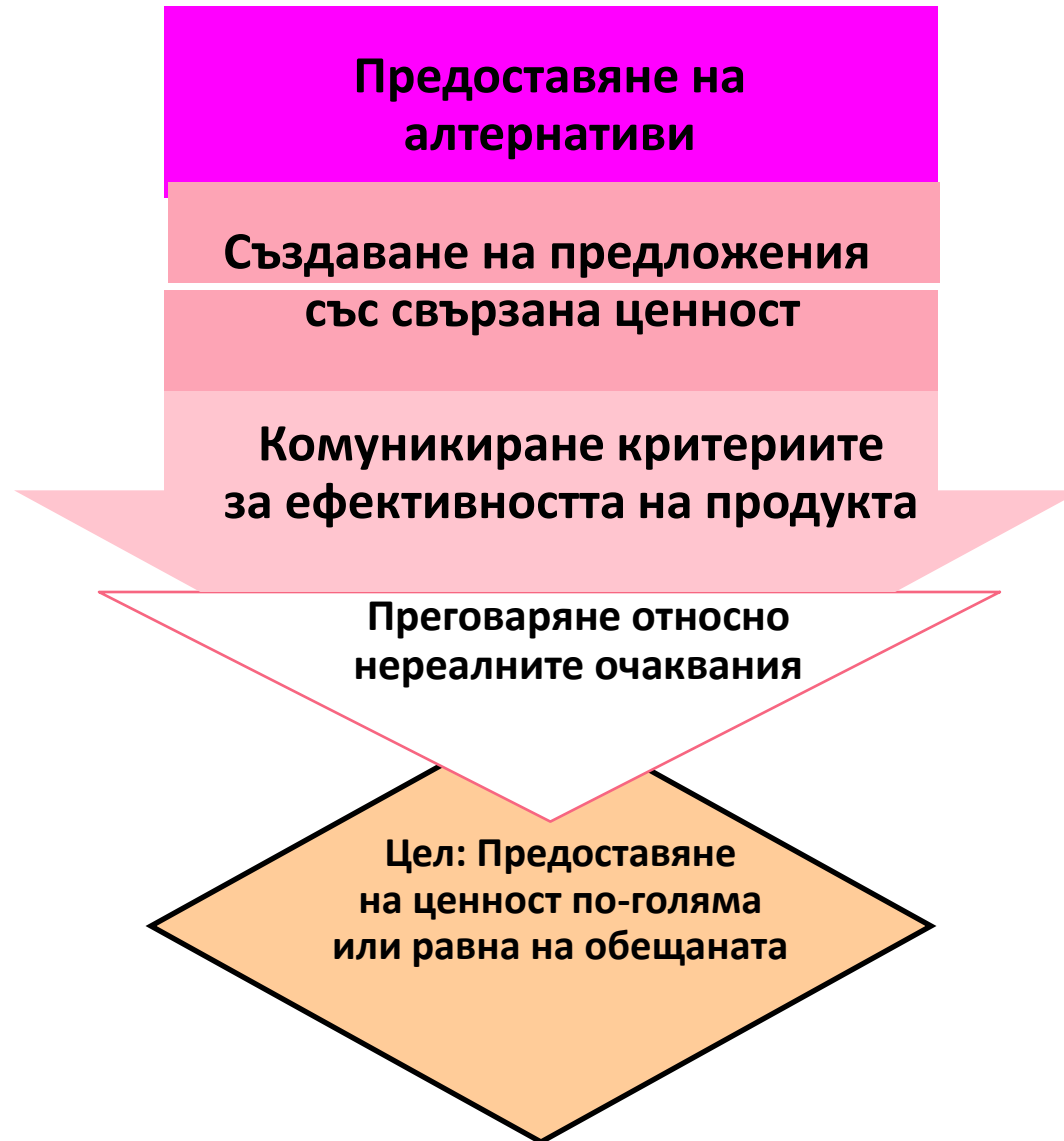 Предоставяне на
алтернативи
Създаване на предложения
със свързана ценност
Комуникиране критериите
за ефективността на продукта
Преговаряне относно
нереалните очаквания
Цел: Предоставяне
на ценност по-голяма
или равна на обещаната